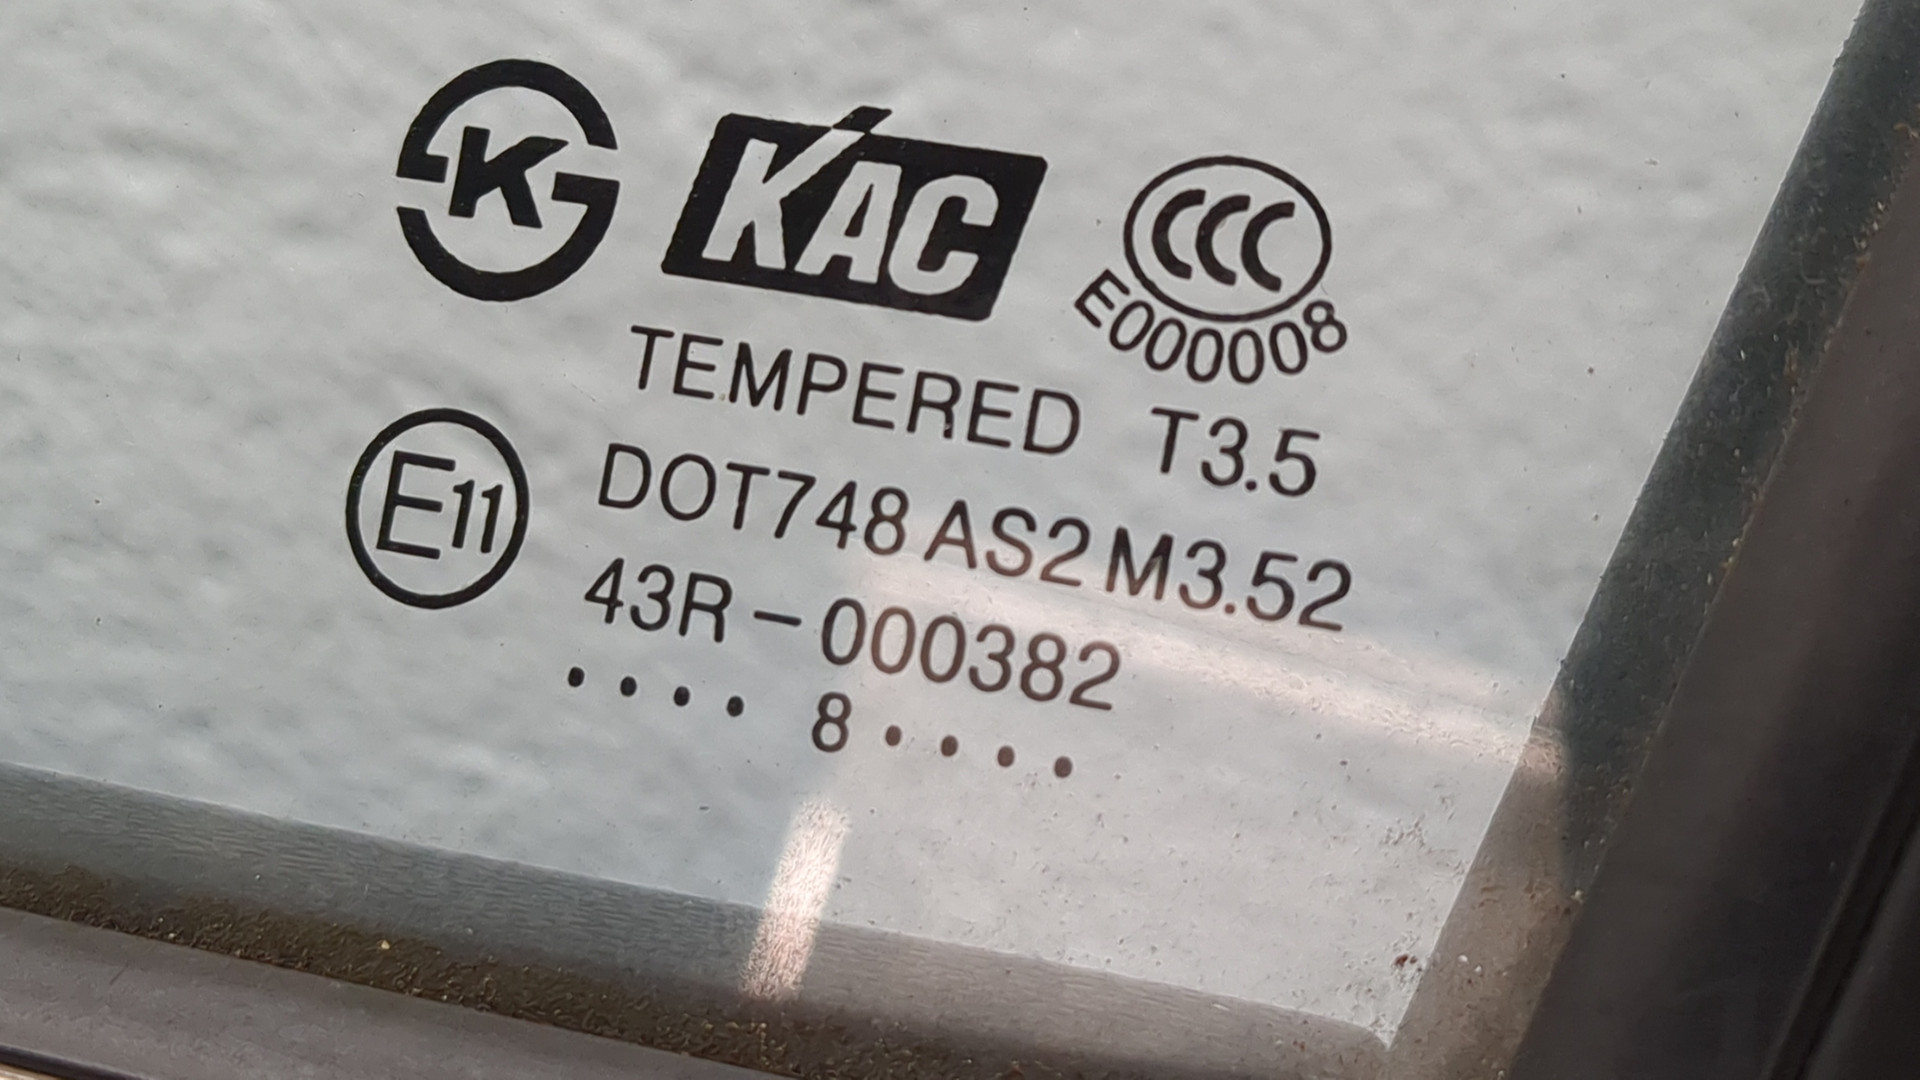 K KAC CCC
E000008
TEMPERED T3.5
E11 DOT748 AS2 M3.52
43R-000382
•••• 8 ••••